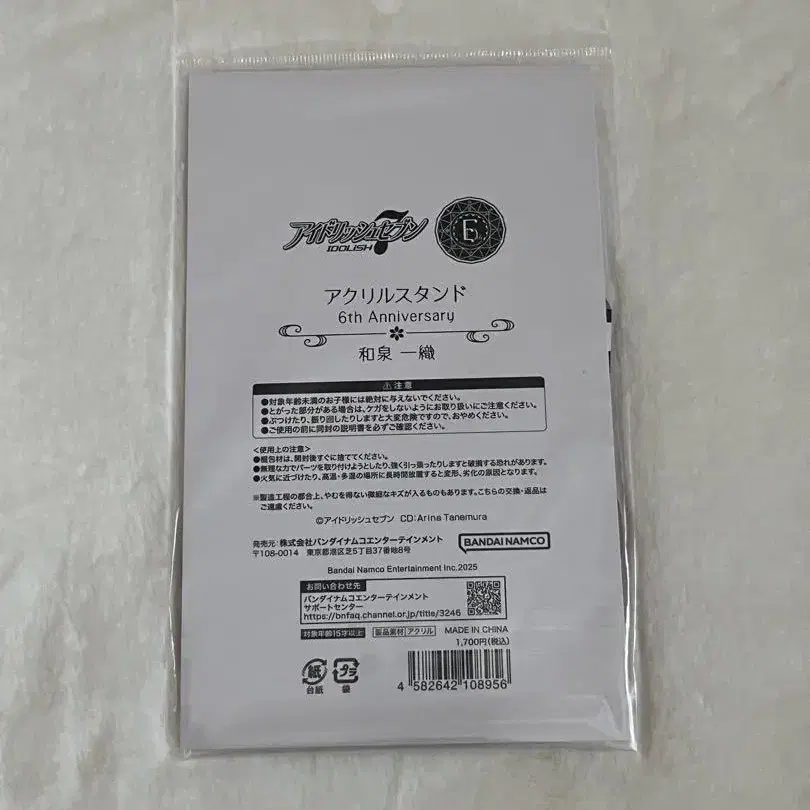 アイドリッシュセブン
7
IDOLiSH
6
アクリルスタンド
6th Anniversary
和泉 一織
注意
●対象年齢未満のお子様には絶対に与えないでください。
●とがった部分がある場合は、ケガをしないようにお取り扱いにご注意ください。
●ぶつけたり、振り回したりしますと大変危険ですので、おやめください。
●ご使用の前に同封の説明書を必ずご確認ください。
<使用上の注意>
●梱包材は、開封後すぐに捨ててください。
●無理な力でパーツを取り付けようとしたり、強く引っ張ったりしますと破損する恐れがあります。
●火気に近づけたり、高温・多湿の場所に長時間放置すると変形、劣化の原因となります。
※製造工程の都合上、やむを得ない微細なキズが入るものもあります。こちらの交換・返品は
ご遠慮ください。
©アイドリッシュセブン CD:Arina Tanemura
発売元:株式会社バンダイナムコエンターテインメント
〒108-0014 東京都港区芝5丁目37番地8号
BANDAI NAMCO
Bandai Namco Entertainment Inc.2025
お問い合わせ先
バンダイナムコエンターテインメント
サポートセンター
https://bnfaq.channel.or.jp/title/3246
対象年齢15才以上 製品素材 アクリル MADE IN CHINA
1,700円(税込)
紙 プラ
台紙 袋
4 582642 108956